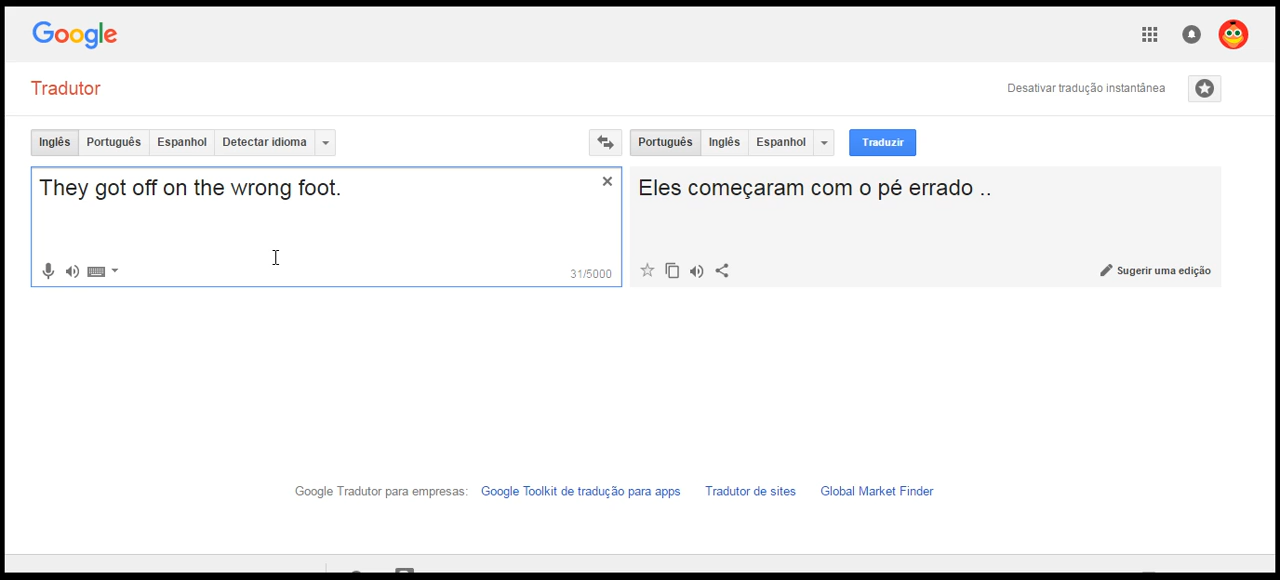 Google
Tradutor
Desativar tradução instantânea
Inglês Português Espanhol Detectar idioma
Português Inglês Espanhol
Traduzir
They got off on the wrong foot.
31/5000
Eles começaram com o pé errado ..
Sugerir uma edição
Google Tradutor para empresas: Google Toolkit de tradução para apps Tradutor de sites Global Market Finder